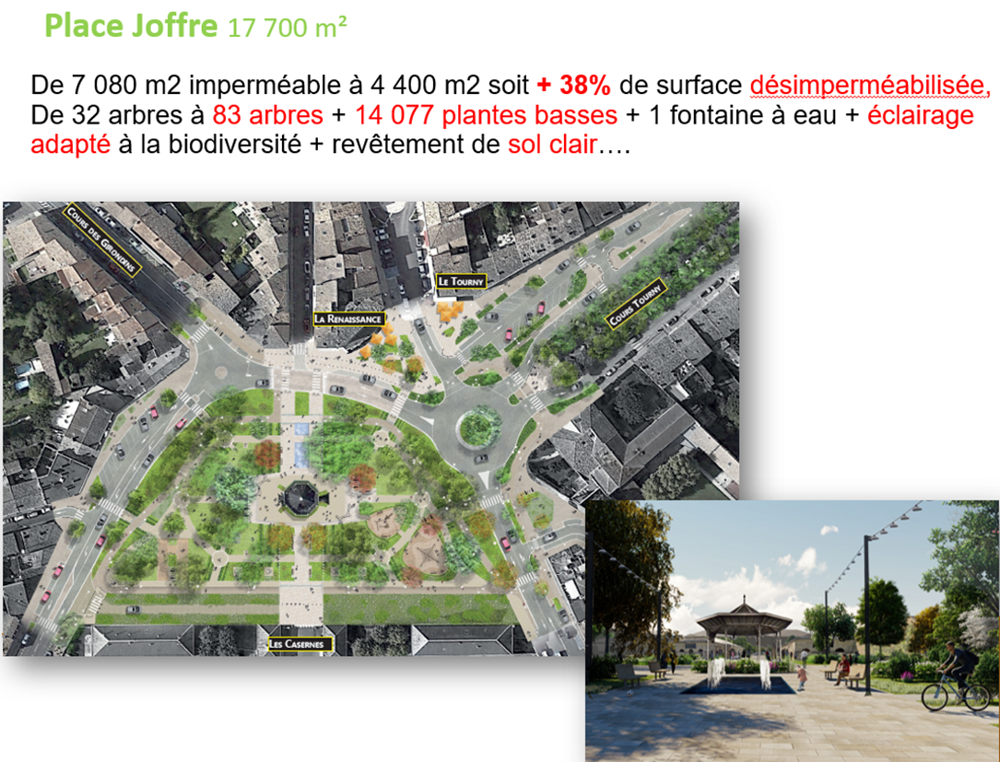 Place Joffre 17 700 m²
De 7 080 m2 imperméable à 4 400 m2 soit + 38% de surface désimperméabilisée,
De 32 arbres à 83 arbres + 14 077 plantes basses + 1 fontaine à eau + éclairage
adapté à la biodiversité + revêtement de sol clair….
COURS DES GIRONDINS
LE TOURNY
LA RENAISSANCE
COURS TOURNY
LES CASERNES